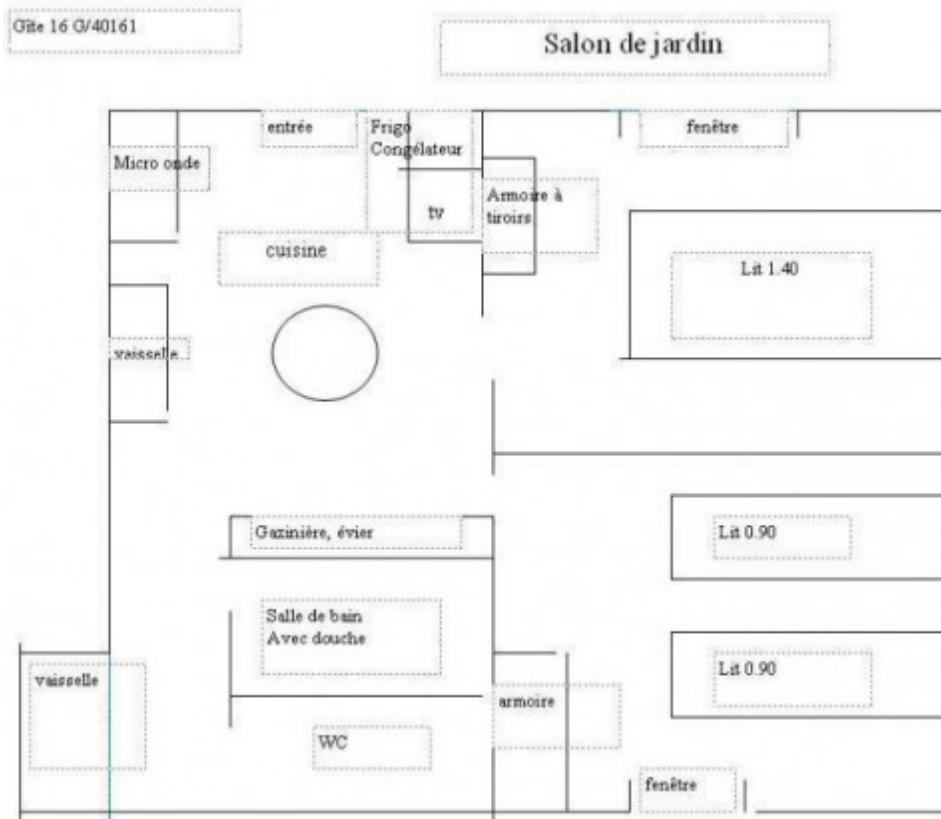 Gîte 16 G/40161
Salon de jardin
entrée
Frigo
Congélateur
fenêtre
Micro onde
Armoire à
tiroirs
tv
cuisine
Lit 1.40
vaisselle
Gazinière, évier
Lit 0.90
Salle de bain
Avec douche
Lit 0.90
vaisselle
armoire
WC
fenêtre